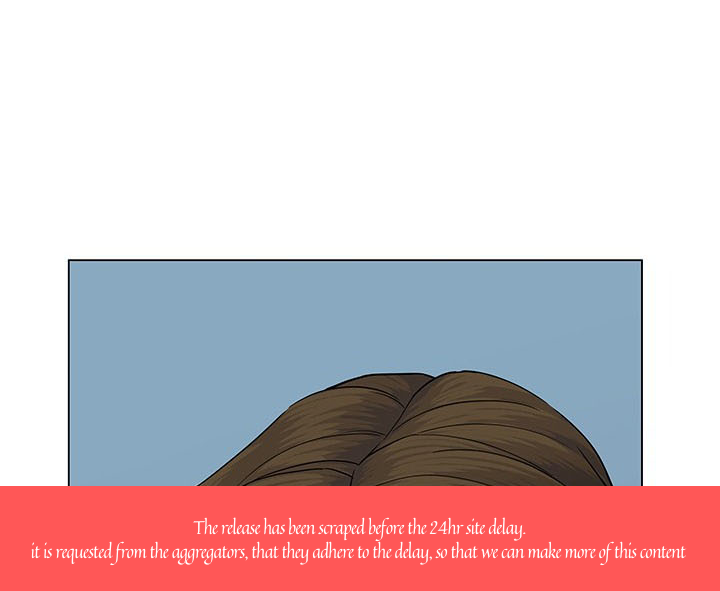 The release has been scraped before the 24hr site delay.
it is requested from the aggregators, that they adhere to the delay, so that we can make more of this content